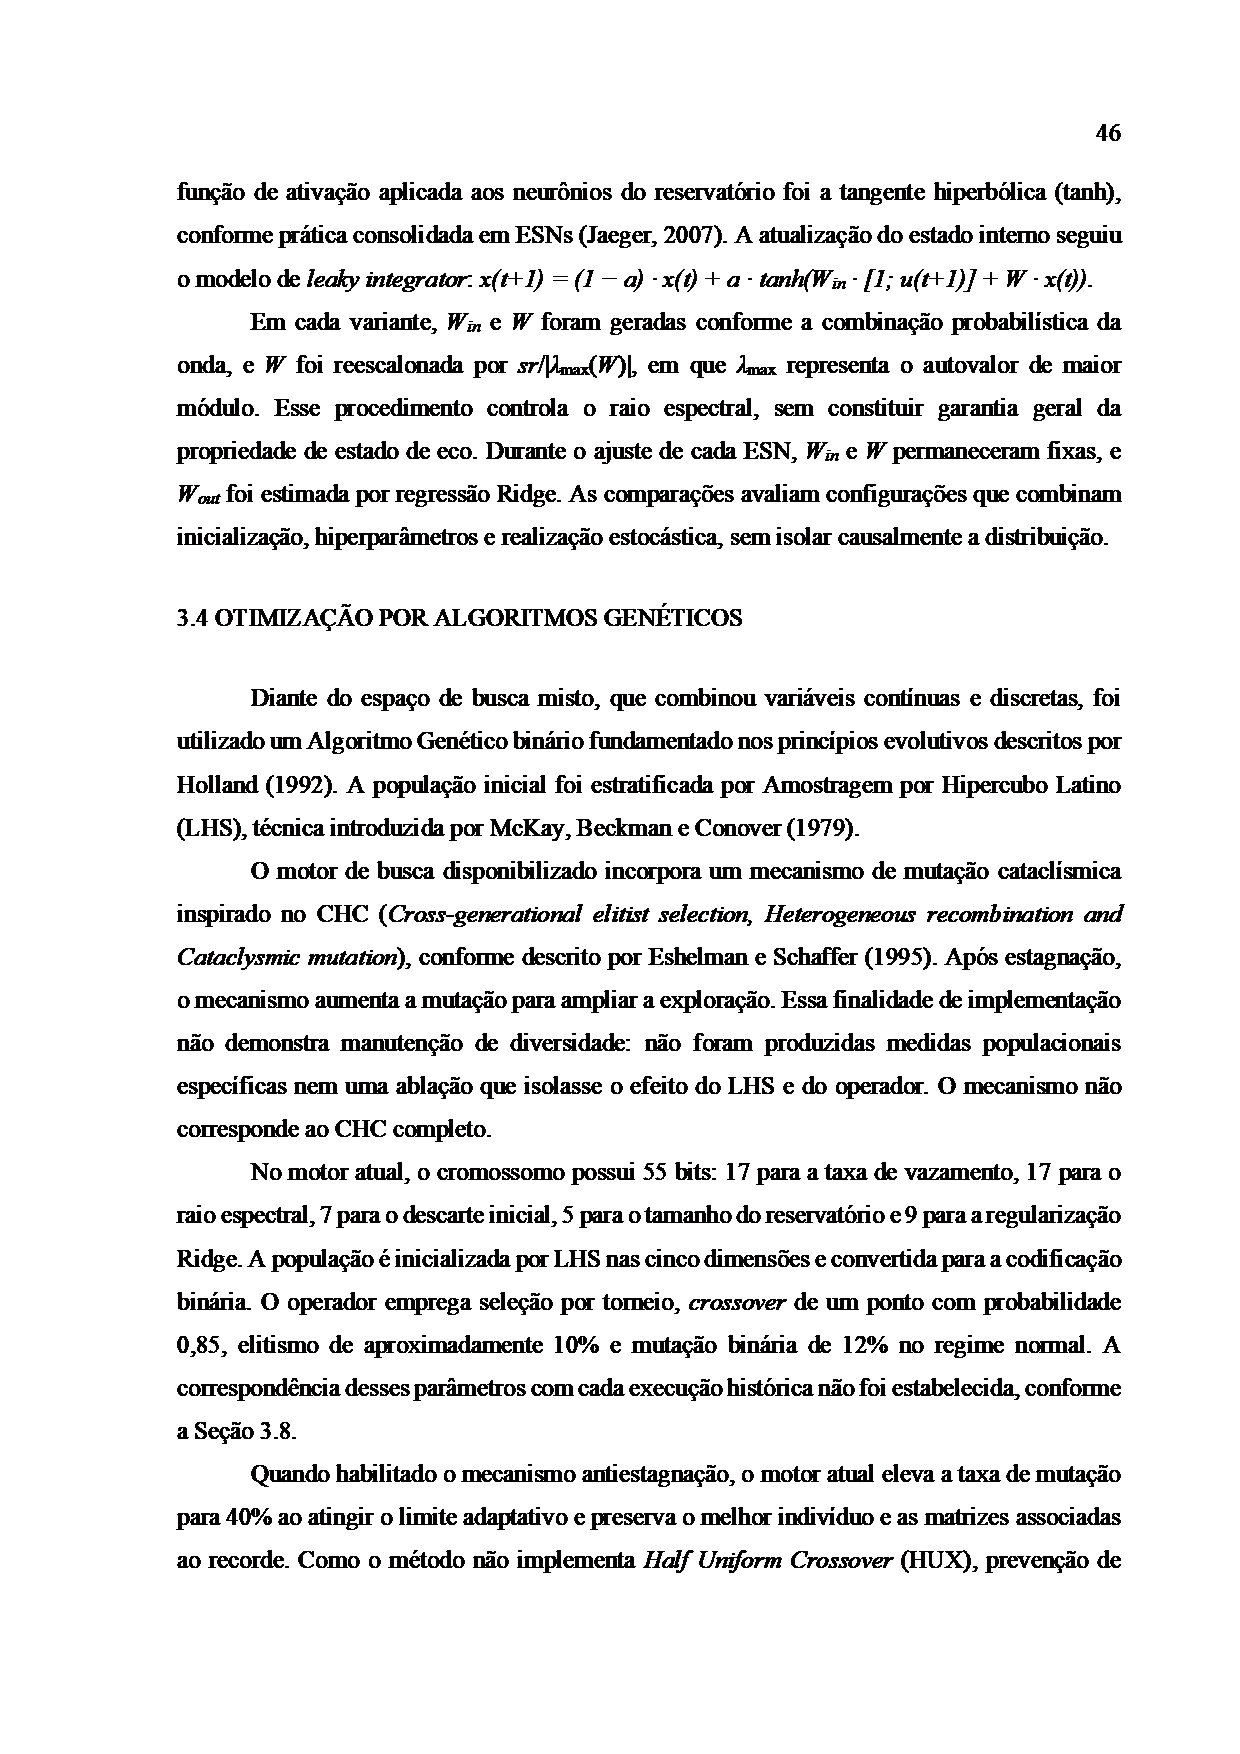 46
função de ativação aplicada aos neurônios do reservatório foi a tangente hiperbólica (tanh),
conforme prática consolidada em ESNs (Jaeger, 2007). A atualização do estado interno seguiu
o modelo de leaky integrator: x(t+1) = (1 − a) · x(t) + a · tanh(Win · [1; u(t+1)] + W · x(t)).
Em cada variante, Win e W foram geradas conforme a combinação probabilística da
onda, e W foi reescalonada por sr/|λmax(W)|, em que λmax representa o autovalor de maior
módulo. Esse procedimento controla o raio espectral, sem constituir garantia geral da
propriedade de estado de eco. Durante o ajuste de cada ESN, Win e W permaneceram fixas, e
Wout foi estimada por regressão Ridge. As comparações avaliam configurações que combinam
inicialização, hiperparâmetros e realização estocástica, sem isolar causalmente a distribuição.
3.4 OTIMIZAÇÃO POR ALGORITMOS GENÉTICOS
Diante do espaço de busca misto, que combinou variáveis contínuas e discretas, foi
utilizado um Algoritmo Genético binário fundamentado nos princípios evolutivos descritos por
Holland (1992). A população inicial foi estratificada por Amostragem por Hipercubo Latino
(LHS), técnica introduzida por McKay, Beckman e Conover (1979).
O motor de busca disponibilizado incorpora um mecanismo de mutação cataclísmica
inspirado no CHC (Cross-generational elitist selection, Heterogeneous recombination and
Cataclysmic mutation), conforme descrito por Eshelman e Schaffer (1995). Após estagnação,
o mecanismo aumenta a mutação para ampliar a exploração. Essa finalidade de implementação
não demonstra manutenção de diversidade: não foram produzidas medidas populacionais
específicas nem uma ablação que isolasse o efeito do LHS e do operador. O mecanismo não
corresponde ao CHC completo.
No motor atual, o cromossomo possui 55 bits: 17 para a taxa de vazamento, 17 para o
raio espectral, 7 para o descarte inicial, 5 para o tamanho do reservatório e 9 para a regularização
Ridge. A população é inicializada por LHS nas cinco dimensões e convertida para a codificação
binária. O operador emprega seleção por torneio, crossover de um ponto com probabilidade
0,85, elitismo de aproximadamente 10% e mutação binária de 12% no regime normal. A
correspondência desses parâmetros com cada execução histórica não foi estabelecida, conforme
a Seção 3.8.
Quando habilitado o mecanismo antiestagnação, o motor atual eleva a taxa de mutação
para 40% ao atingir o limite adaptativo e preserva o melhor indivíduo e as matrizes associadas
ao recorde. Como o método não implementa Half Uniform Crossover (HUX), prevenção de